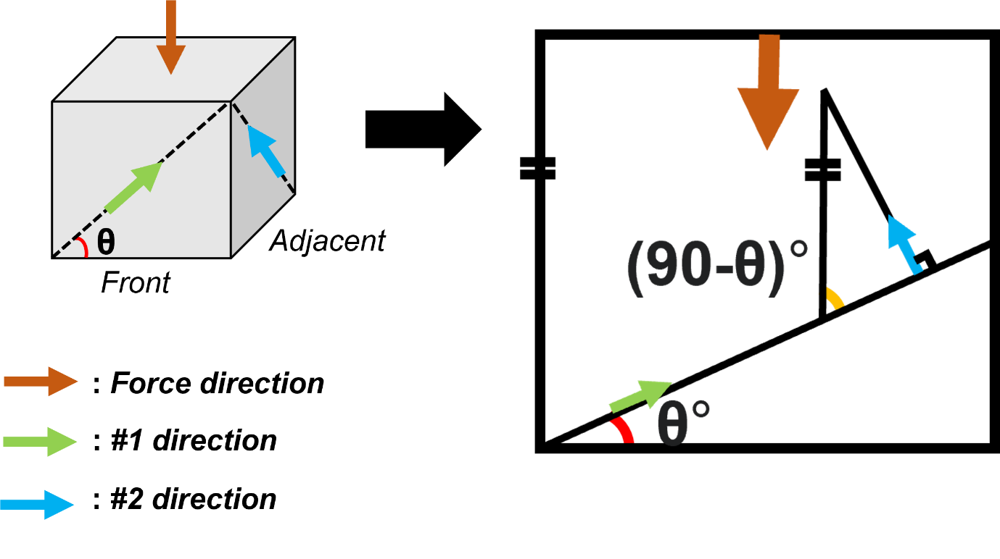 θ
Front
Adjacent
(90-θ)°
θ°
: Force direction
: #1 direction
: #2 direction